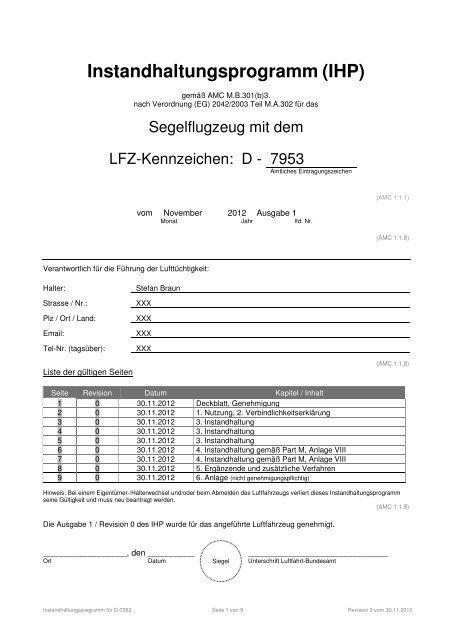 Instandhaltungsprogramm (IHP)
gemäß AMC M.B.301(b)3.
nach Verordnung (EG) 2042/2003 Teil M.A.302 für das
Segelflugzeug mit dem
LFZ-Kennzeichen: D - 7953
Amtliches Eintragungszeichen
(AMC 1.1.1)
vom November 2012 Ausgabe 1
Monat Jahr lfd. Nr.
(AMC 1.1.3)
Verantwortlich für die Führung der Lufttüchtigkeit:
Halter: Stefan Braun
Strasse / Nr.: XXX
Plz / Ort / Land: XXX
Email: XXX
Tel-Nr. (tagsüber): XXX
(AMC 1.1.2)
Liste der gültigen Seiten
Seite Revision Datum Kapitel / Inhalt
1 0 30.11.2012 Deckblatt, Genehmigung
2 0 30.11.2012 1. Nutzung, 2. Verbindlichkeitserklärung
3 0 30.11.2012 3. Instandhaltung
4 0 30.11.2012 3. Instandhaltung
5 0 30.11.2012 3. Instandhaltung
6 0 30.11.2012 4. Instandhaltung gemäß Part M, Anlage VIII
7 0 30.11.2012 4. Instandhaltung gemäß Part M, Anlage VIII
8 0 30.11.2012 5. Ergänzende und zusätzliche Verfahren
9 0 30.11.2012 6. Anlage (nicht genehmigungspflichtig)
Hinweis: Bei einem Eigentümer-/Halterwechsel und/oder beim Abmelden des Luftfahrzeugs verliert dieses Instandhaltungsprogramm
seine Gültigkeit und muss neu beantragt werden.
(AMC 1.1.5)
Die Ausgabe 1 / Revision 0 des IHP wurde für das angeführte Luftfahrzeug genehmigt.
__________________, den __________ __________________________________
Ort Datum Siegel Unterschrift Luftfahrt-Bundesamt
Instandhaltungsprogramm für D-7953 Seite 1 von 9 Revision 0 vom 30.11.2012